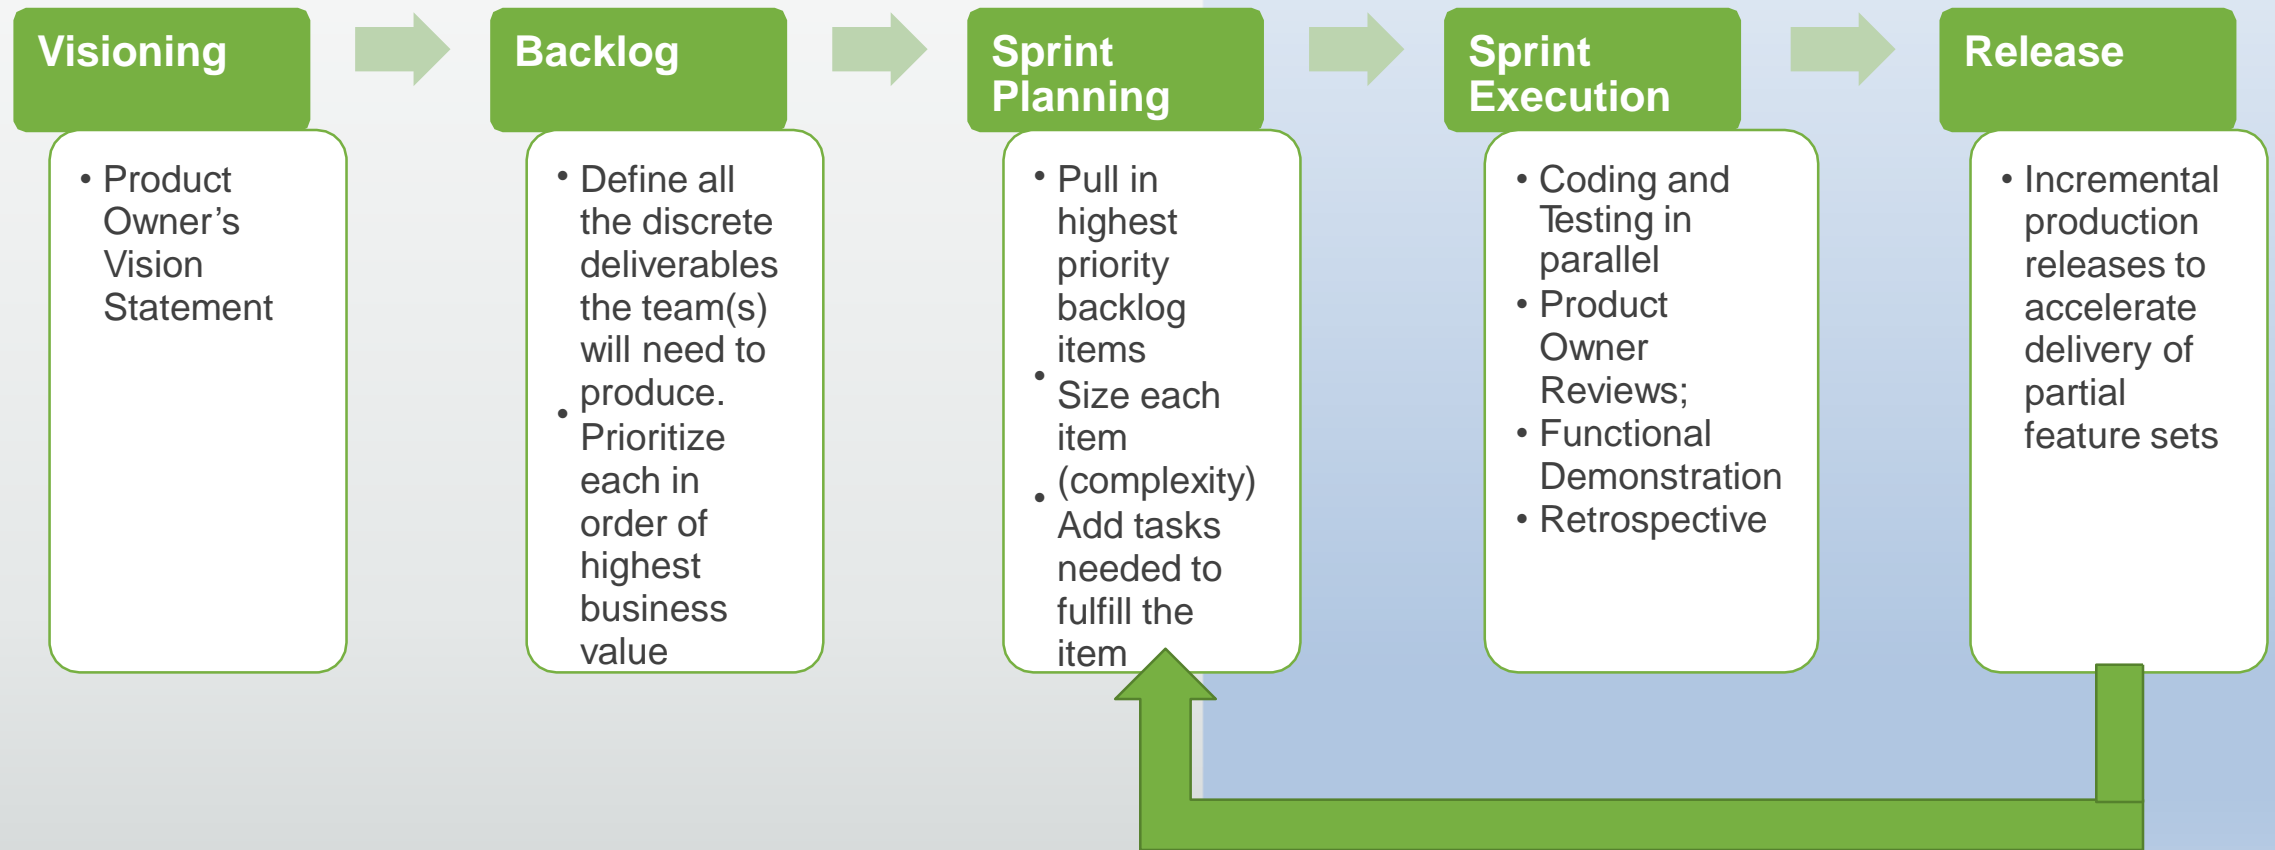 Visioning
• Product
Owner’s
Vision
Statement
Backlog
• Define all
the discrete
deliverables
the team(s)
will need to
produce.
• Prioritize
each in
order of
highest
business
value
Sprint
Planning
• Pull in
highest
priority
backlog
items
• Size each
item
(complexity)
• Add tasks
needed to
fulfill the
item
Sprint
Execution
• Coding and
Testing in
parallel
• Product
Owner
Reviews;
• Functional
Demonstration
• Retrospective
Release
• Incremental
production
releases to
accelerate
delivery of
partial
feature sets